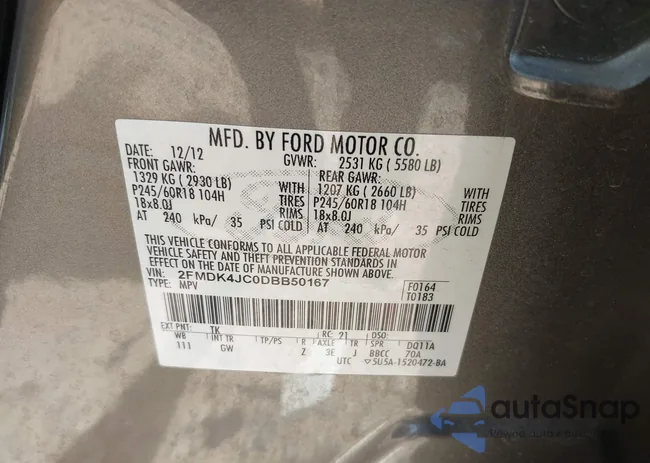 MFD. BY FORD MOTOR CO.
DATE: 12/12 GVWR: 2531 KG ( 5580 LB)
FRONT GAWR: REAR GAWR:
1329 KG ( 2930 LB) WITH 1207 KG ( 2660 LB) WITH
P245/60R18 104H TIRES P245/60R18 104H TIRES
18x8.0J RIMS 18x8.0J RIMS
AT 240 kPa/ 35 PSI COLD AT 240 kPa/ 35 PSI COLD
THIS VEHICLE CONFORMS TO ALL APPLICABLE FEDERAL MOTOR
VEHICLE SAFETY AND THEFT PREVENTION STANDARDS IN
EFFECT ON THE DATE OF MANUFACTURE SHOWN ABOVE.
VIN: 2FMDK4JC0DBB50167 F0164
TYPE: MPV T0183
EXT PNT: TK RC: 21 DSO:
WB INT TR TP/PS R AXLE TR SPR DQ11A
111 GW Z 3E J BBCC 70A
UTC 5U5A-1520472-BA
autoSnap